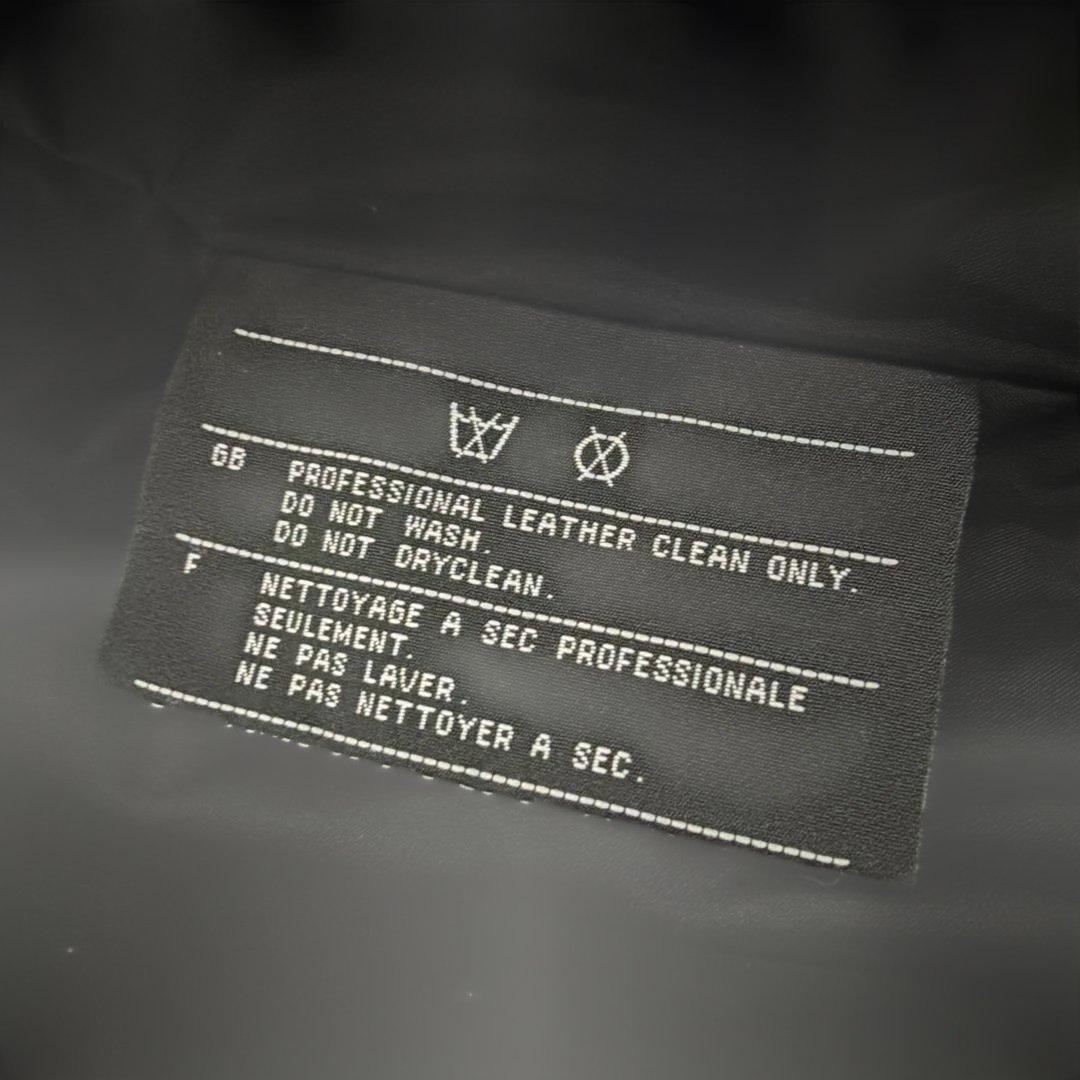 GB PROFESSIONAL LEATHER CLEAN ONLY.
DO NOT WASH.
DO NOT DRYCLEAN.
F NETTOYAGE A SEC PROFESSIONALE
SEULEMENT.
NE PAS LAVER.
NE PAS NETTOYER A SEC.